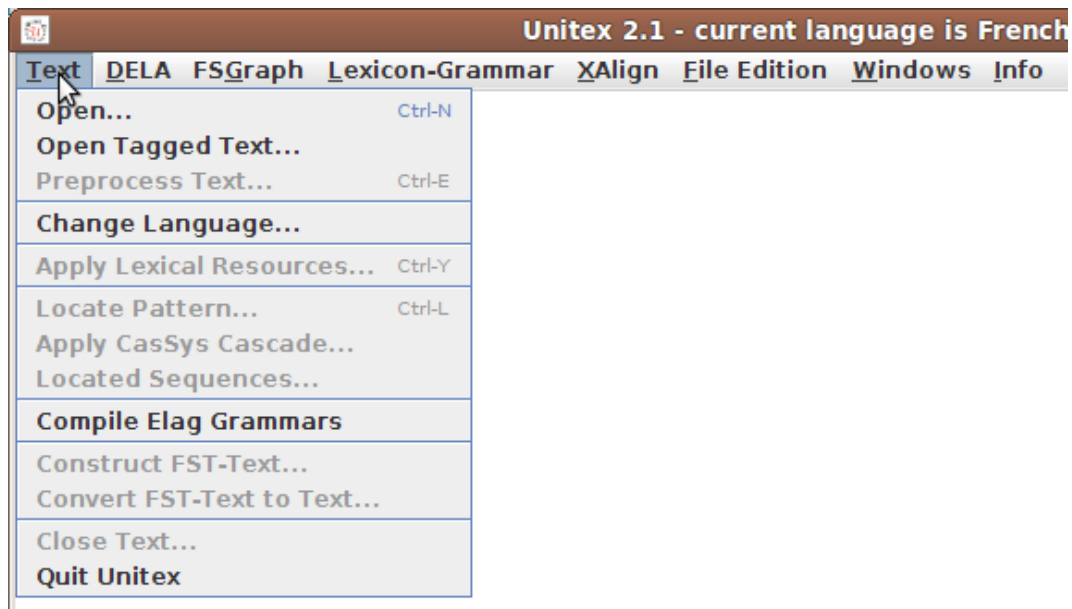 Unitex 2.1 - current language is French
Text DELA FSGraph Lexicon-Grammar XAlign File Edition Windows Info
Open... Ctrl-N
Open Tagged Text...
Preprocess Text... Ctrl-E
Change Language...
Apply Lexical Resources... Ctrl-Y
Locate Pattern... Ctrl-L
Apply CasSys Cascade...
Located Sequences...
Compile Elag Grammars
Construct FST-Text...
Convert FST-Text to Text...
Close Text...
Quit Unitex